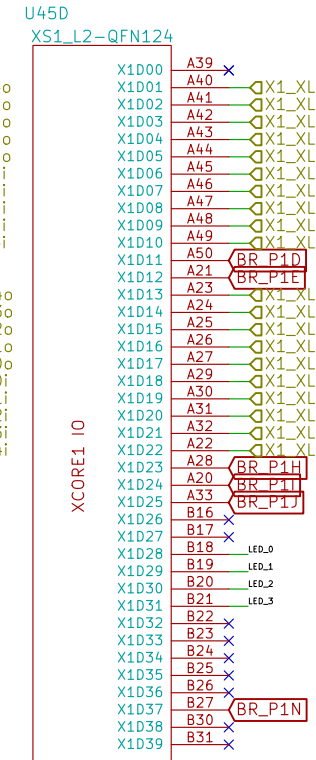 U45D
XS1_L2-QFN124
X1D00 A39
X1D01 A40 X1_XL
X1D02 A41 X1_XL
X1D03 A42 X1_XL
X1D04 A43 X1_XL
X1D05 A44 X1_XL
X1D06 A45 X1_XL
X1D07 A46 X1_XL
X1D08 A47 X1_XL
X1D09 A48 X1_XL
X1D10 A49 X1_XL
X1D11 A50 BR_P1D
X1D12 A21 BR_P1E
X1D13 A23 X1_XL
X1D14 A24 X1_XL
X1D15 A25 X1_XL
X1D16 A26 X1_XL
X1D17 A27 X1_XL
X1D18 A29 X1_XL
X1D19 A30 X1_XL
X1D20 A31 X1_XL
X1D21 A32 X1_XL
X1D22 A22 X1_XL
X1D23 A28 BR_P1H
X1D24 A20 BR_P1I
X1D25 A33 BR_P1J
X1D26 B16
X1D27 B17
X1D28 B18 LED_0
X1D29 B19 LED_1
X1D30 B20 LED_2
X1D31 B21 LED_3
X1D32 B22
X1D33 B23
X1D34 B24
X1D35 B25
X1D36 B26
X1D37 B27 BR_P1N
X1D38 B30
X1D39 B31
XCORE1 IO